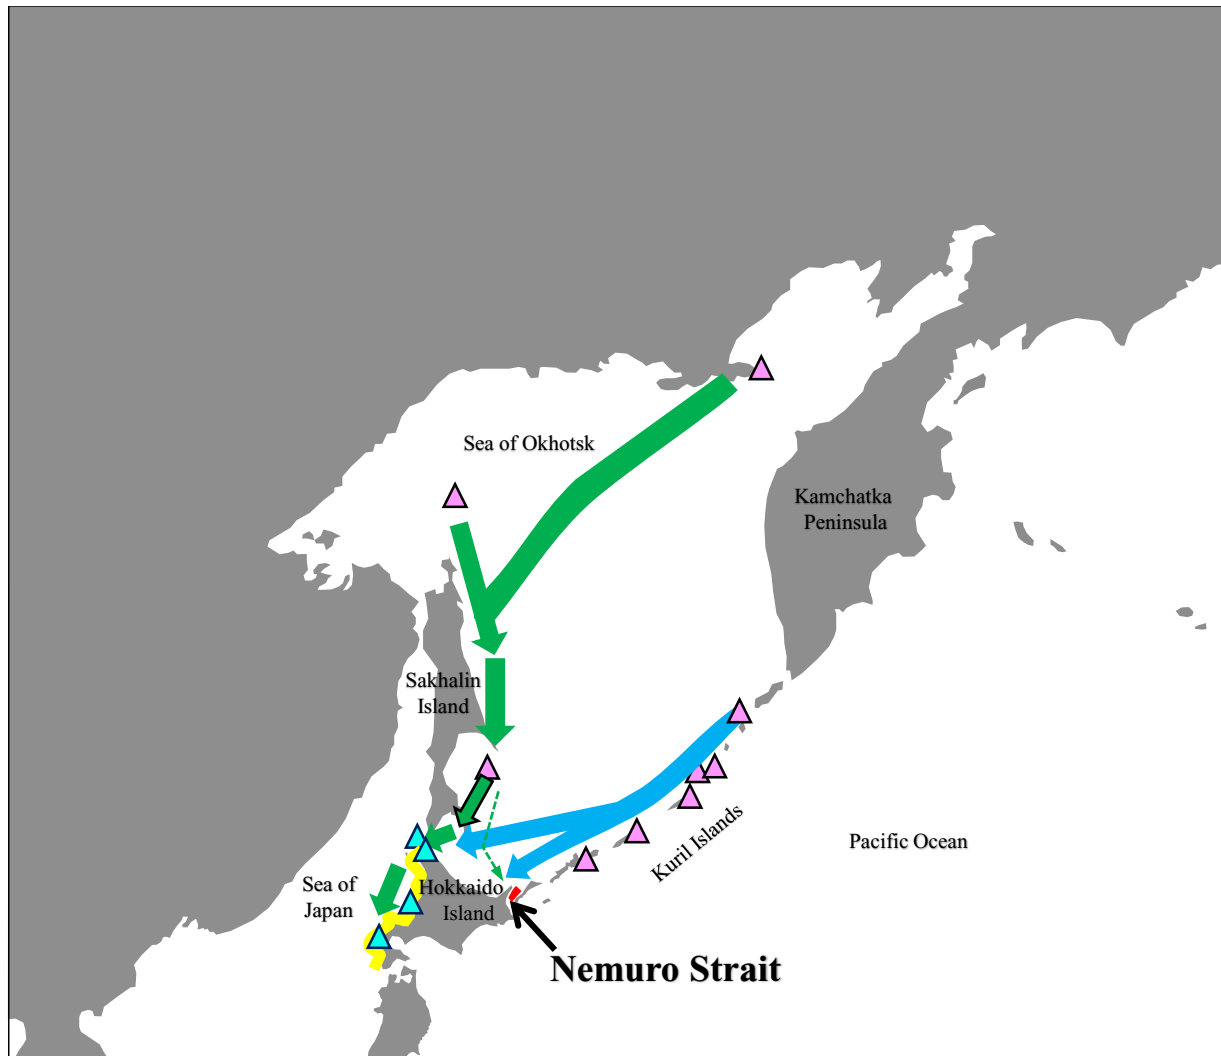 Sea of Okhotsk
Kamchatka
Peninsula
Sakhalin
Island
Kuril Islands
Pacific Ocean
Sea of
Japan
Hokkaido
Island
Nemuro Strait